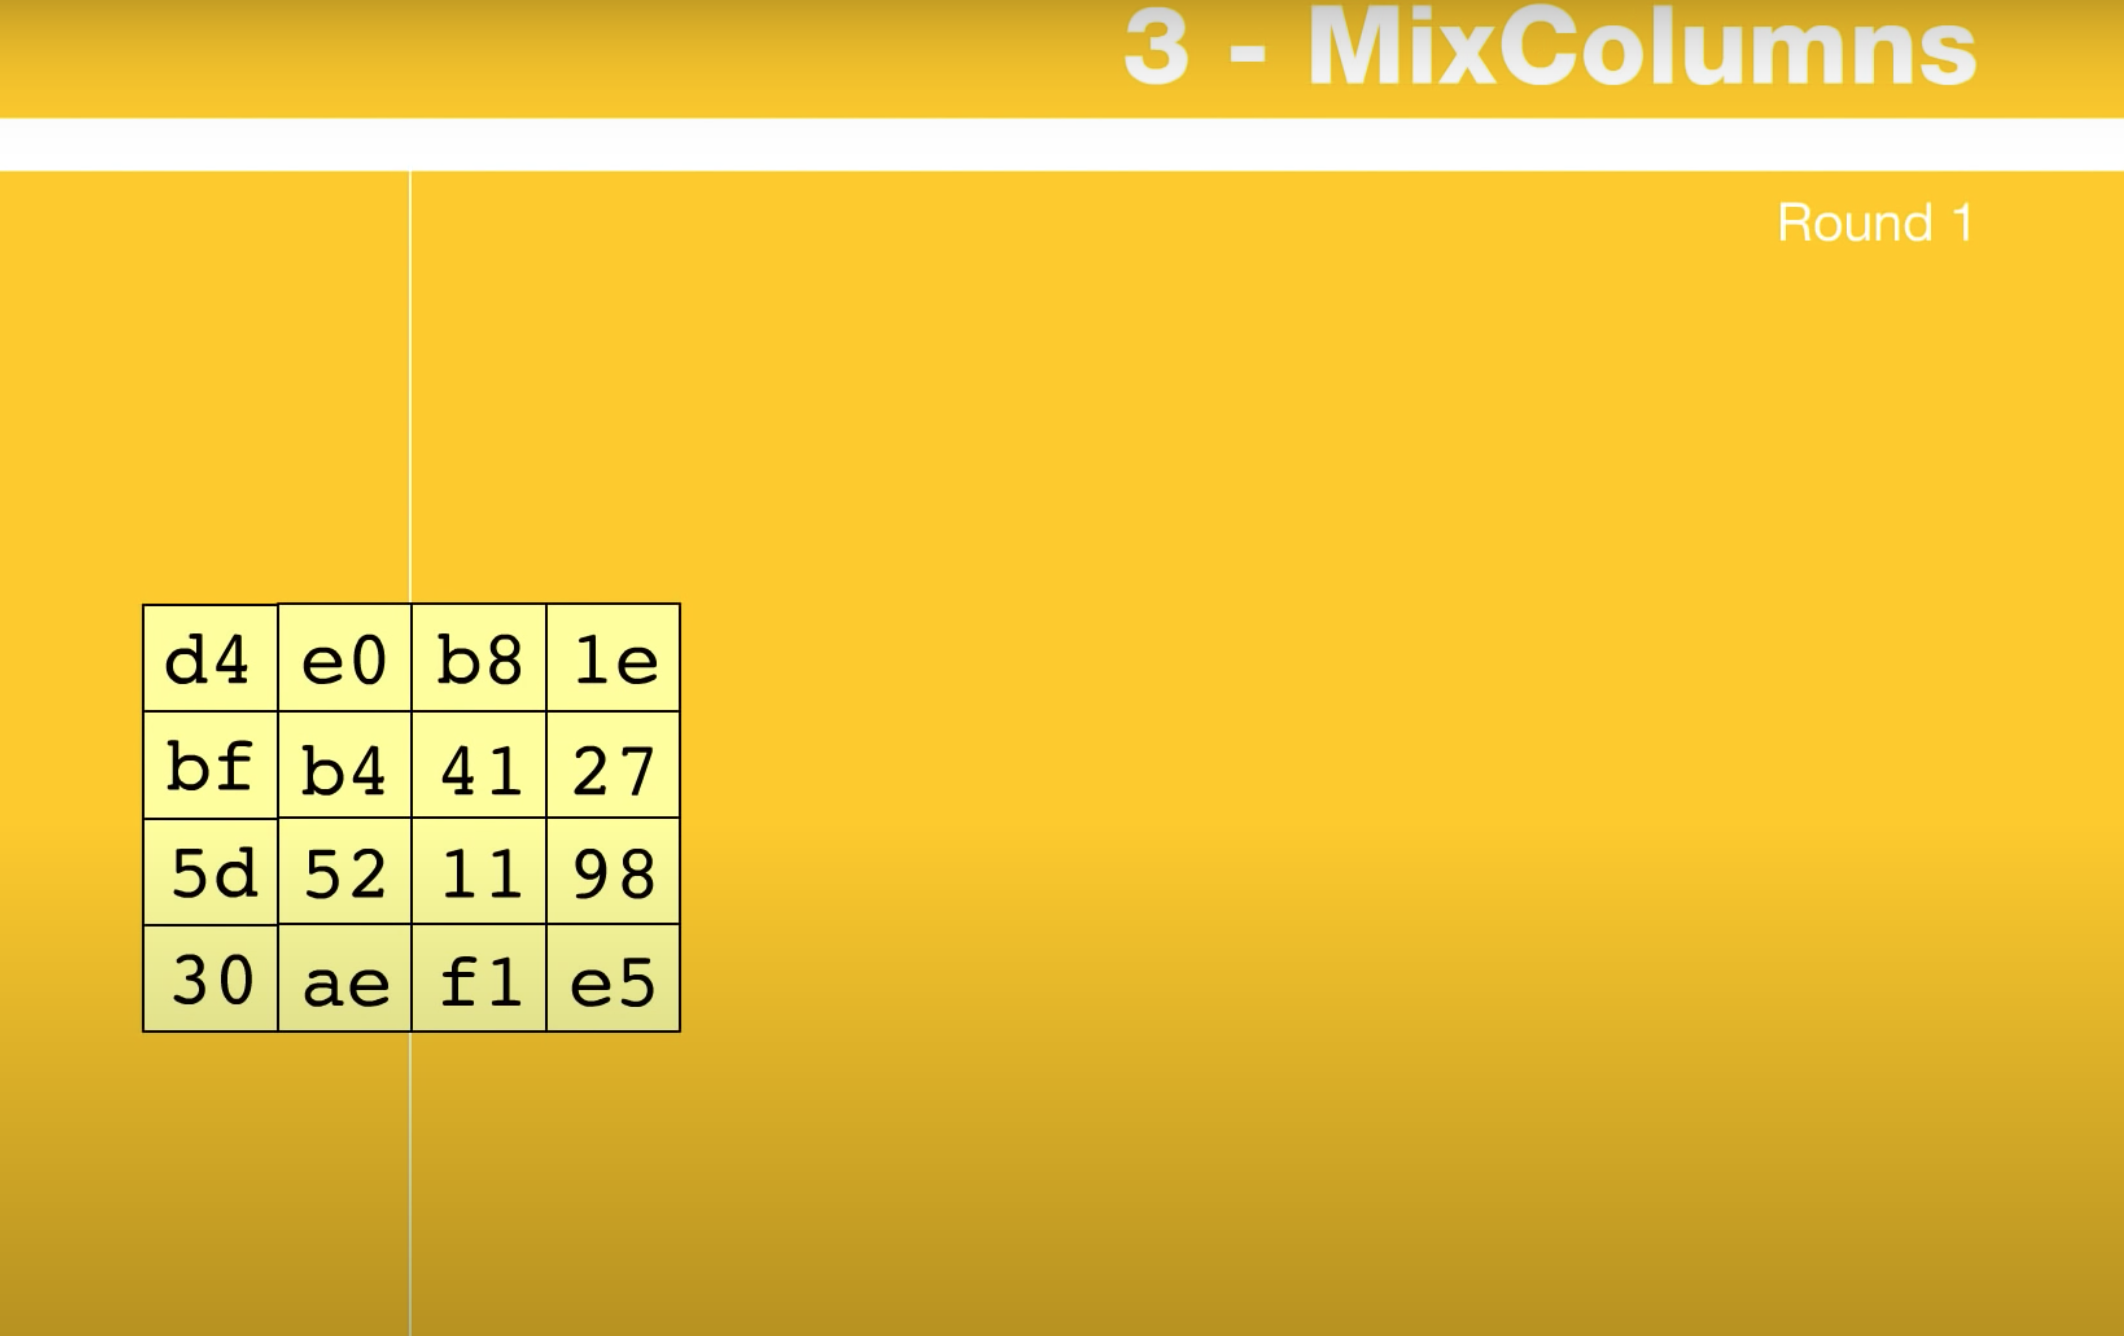 3 - MixColumns
Round 1
d4 e0 b8 1e
bf b4 41 27
5d 52 11 98
30 ae f1 e5